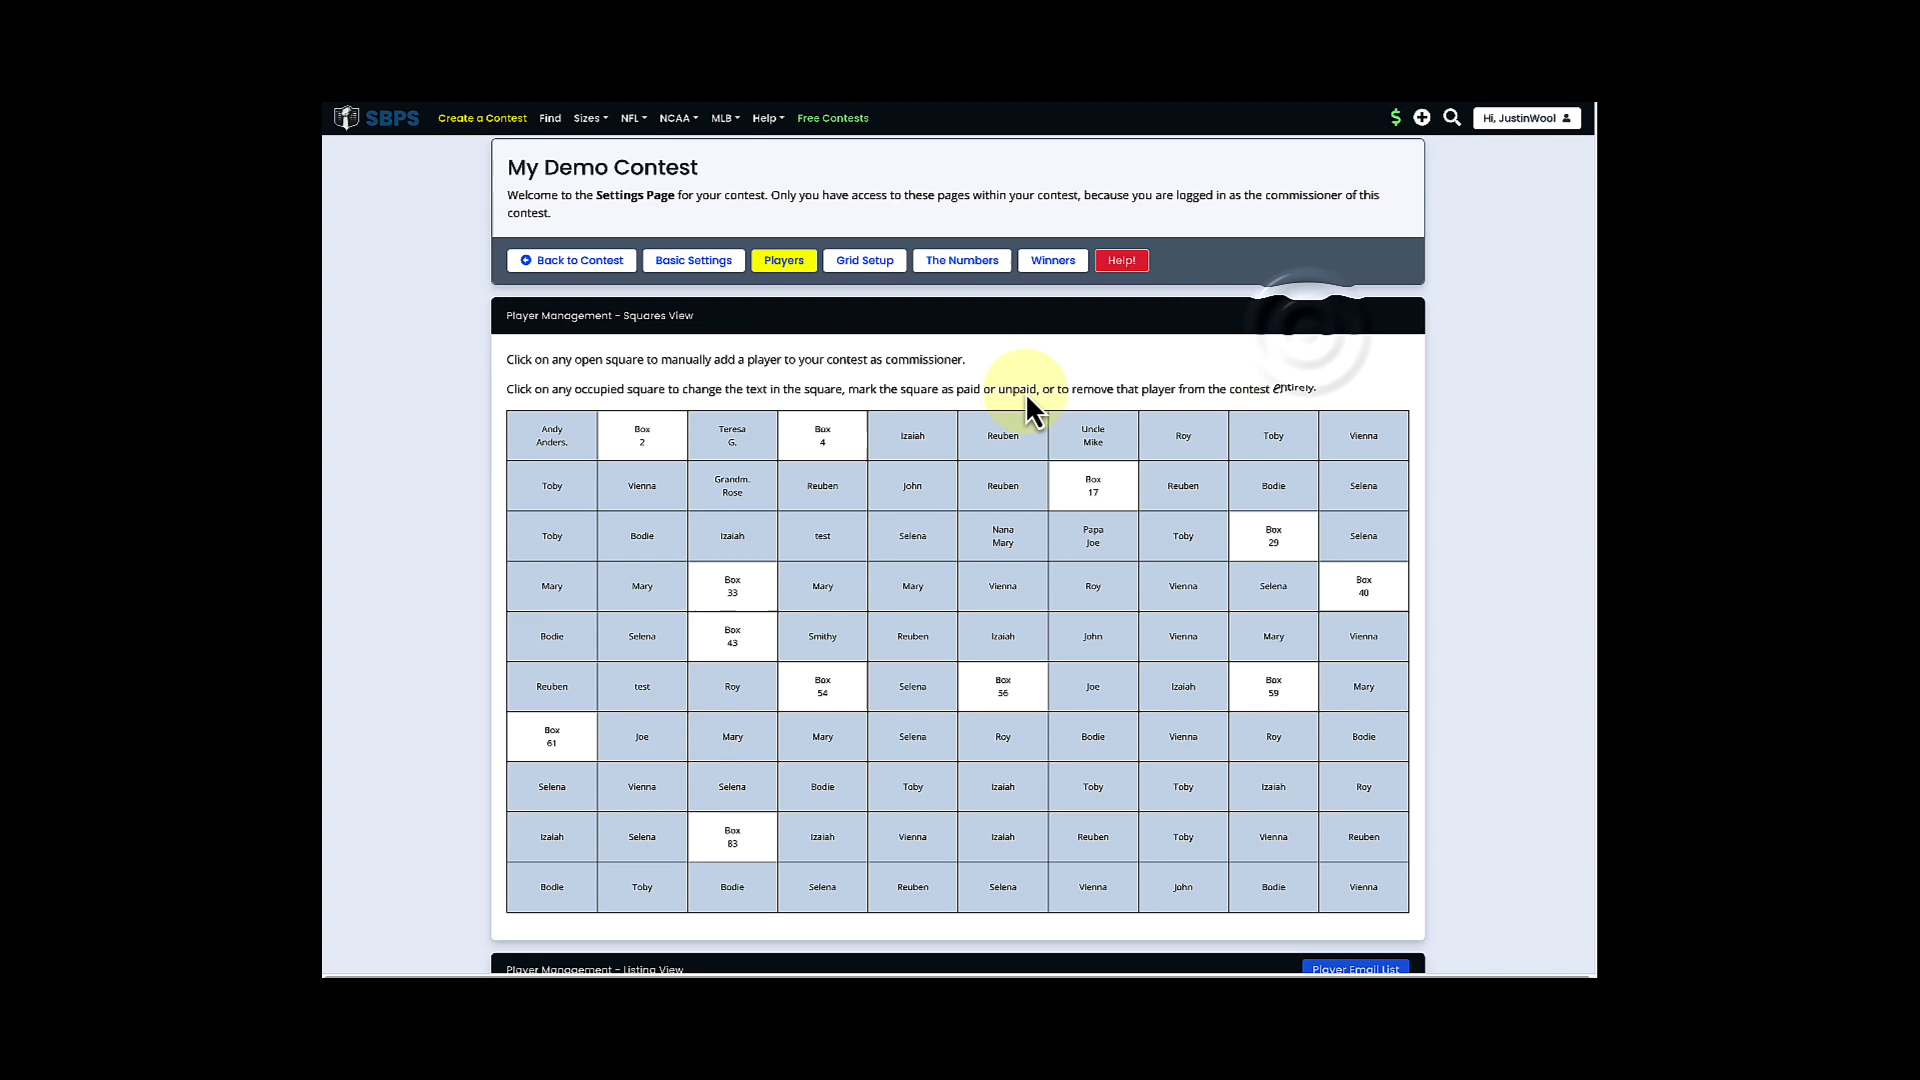 SBPS Create a Contest Find Sizes NFL NCAA MLB Help Free Contests $ Hi, JustinWool
My Demo Contest
Welcome to the Settings Page for your contest. Only you have access to these pages within your contest, because you are logged in as the commissioner of this
contest.
Back to Contest Basic Settings Players Grid Setup The Numbers Winners Help!
Player Management - Squares View
Click on any open square to manually add a player to your contest as commissioner.
Click on any occupied square to change the text in the square, mark the square as paid or unpaid, or to remove that player from the contest entirely.
Andy Anders. Box 2 Teresa G. Box 4 Izaiah Reuben Uncle Mike Roy Toby Vienna
Toby Vienna Grandm. Rose Reuben John Reuben Box 17 Reuben Bodie Selena
Toby Bodie Izaiah test Selena Nana Mary Papa Joe Toby Box 29 Selena
Mary Mary Box 33 Mary Mary Vienna Roy Vienna Selena Box 40
Bodie Selena Box 43 Smithy Reuben Izaiah John Vienna Mary Vienna
Reuben test Roy Box 54 Selena Box 56 Joe Izaiah Box 59 Mary
Box 61 Joe Mary Mary Selena Roy Bodie Vienna Roy Bodie
Selena Vienna Selena Bodie Toby Izaiah Toby Toby Izaiah Roy
Izaiah Selena Box 83 Izaiah Vienna Izaiah Reuben Toby Vienna Reuben
Bodie Toby Bodie Selena Reuben Selena Vienna John Bodie Vienna
Player Management - Listing View Player Email List